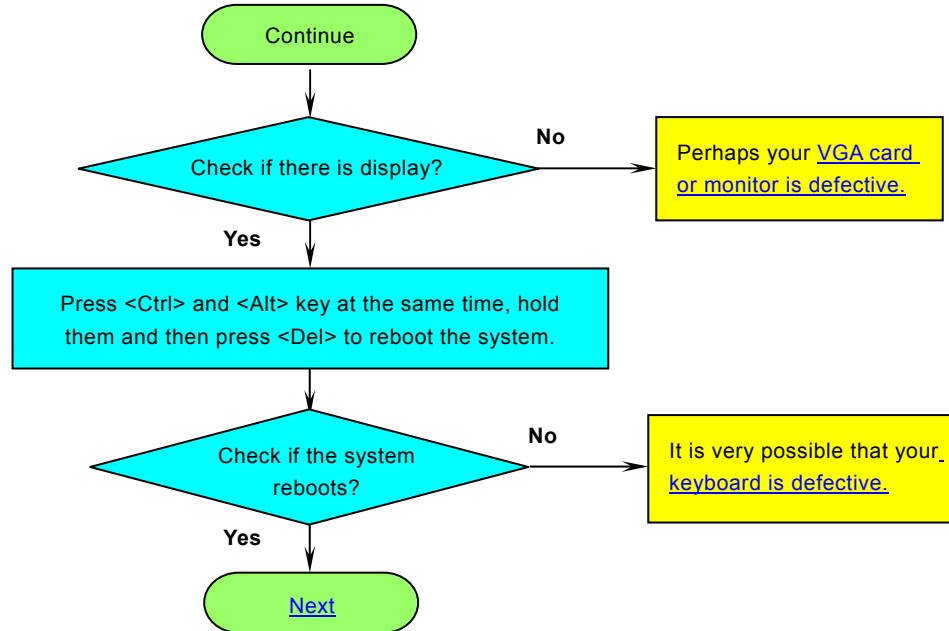 Continue
Check if there is display?
No
Perhaps your VGA card
or monitor is defective.
Yes
Press <Ctrl> and <Alt> key at the same time, hold
them and then press <Del> to reboot the system.
Check if the system
reboots?
No
It is very possible that your
keyboard is defective.
Yes
Next